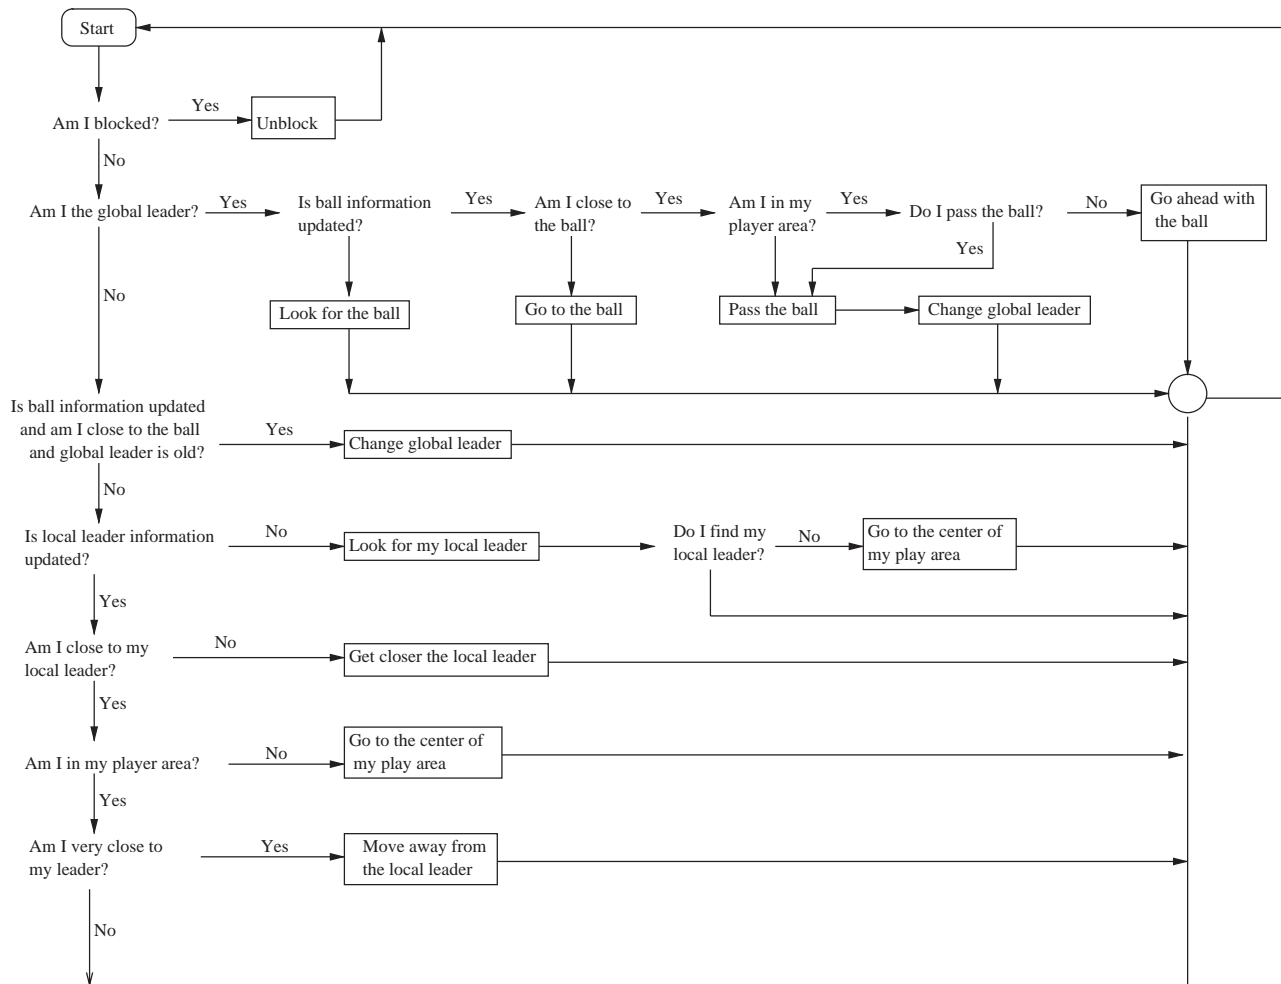 Start
Am I blocked?
Yes
Unblock
No
Am I the global leader?
Yes
Is ball information
updated?
Yes
Am I close to
the ball?
Yes
Am I in my
player area?
Yes
Do I pass the ball?
No
Go ahead with
the ball
Yes
No
Look for the ball
Go to the ball
Pass the ball
Change global leader
Is ball information updated
and am I close to the ball
and global leader is old?
Yes
Change global leader
No
Is local leader information
updated?
No
Look for my local leader
Do I find my
local leader?
No
Go to the center of
my play area
Yes
Am I close to my
local leader?
No
Get closer the local leader
Yes
Am I in my player area?
No
Go to the center of
my play area
Yes
Am I very close to
my leader?
Yes
Move away from
the local leader
No